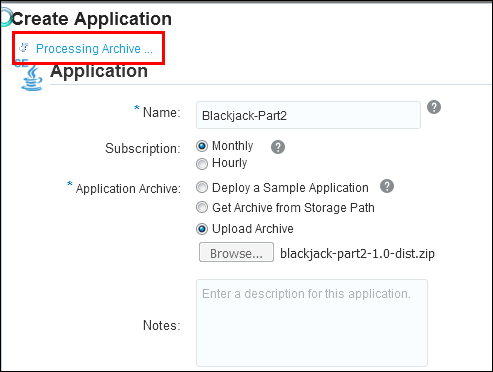 Create Application
Processing Archive ...
SE
Application
* Name: Blackjack-Part2 ?
Subscription: Monthly ?
Hourly
* Application Archive: Deploy a Sample Application ?
Get Archive from Storage Path
Upload Archive
Browse... blackjack-part2-1.0-dist.zip
Enter a description for this application.
Notes: